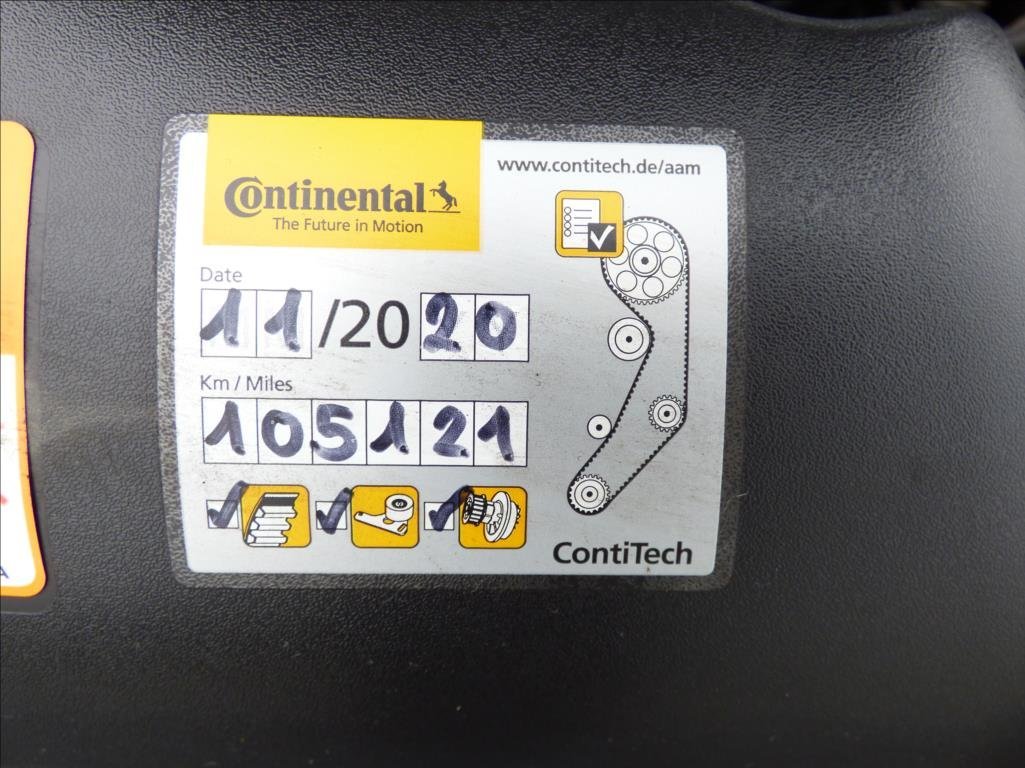 www.contitech.de/aam
Continental
The Future in Motion
Date
11/2020
Km / Miles
105121
ContiTech
A